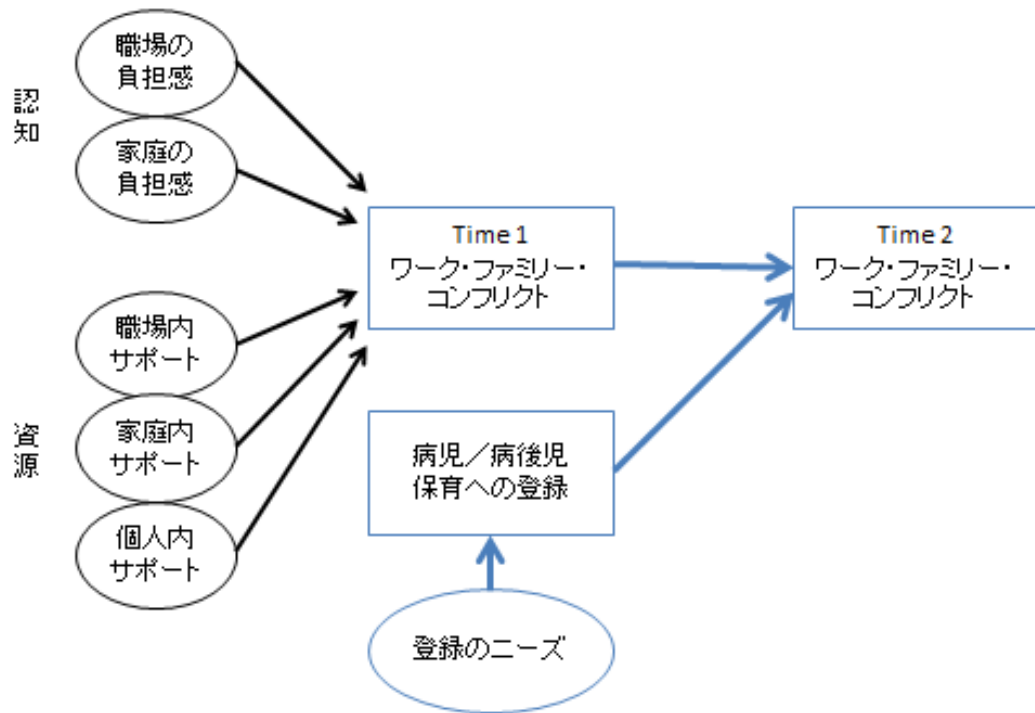 認
知
職場の
負担感
家庭の
負担感
資
源
職場内
サポート
家庭内
サポート
個人内
サポート
Time 1
ワーク・ファミリー・
コンフリクト
病児／病後児
保育への登録
登録のニーズ
Time 2
ワーク・ファミリー・
コンフリクト